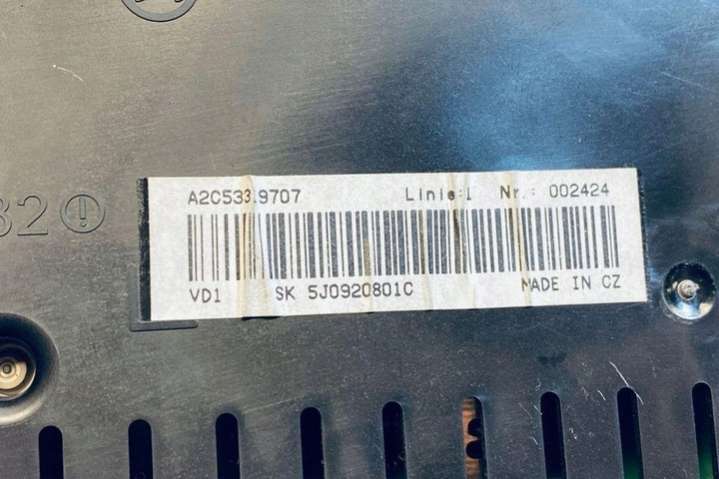 A2C53319707 Linie:1 Nr.: 002424
VD1 SK 5J0920801C MADE IN CZ